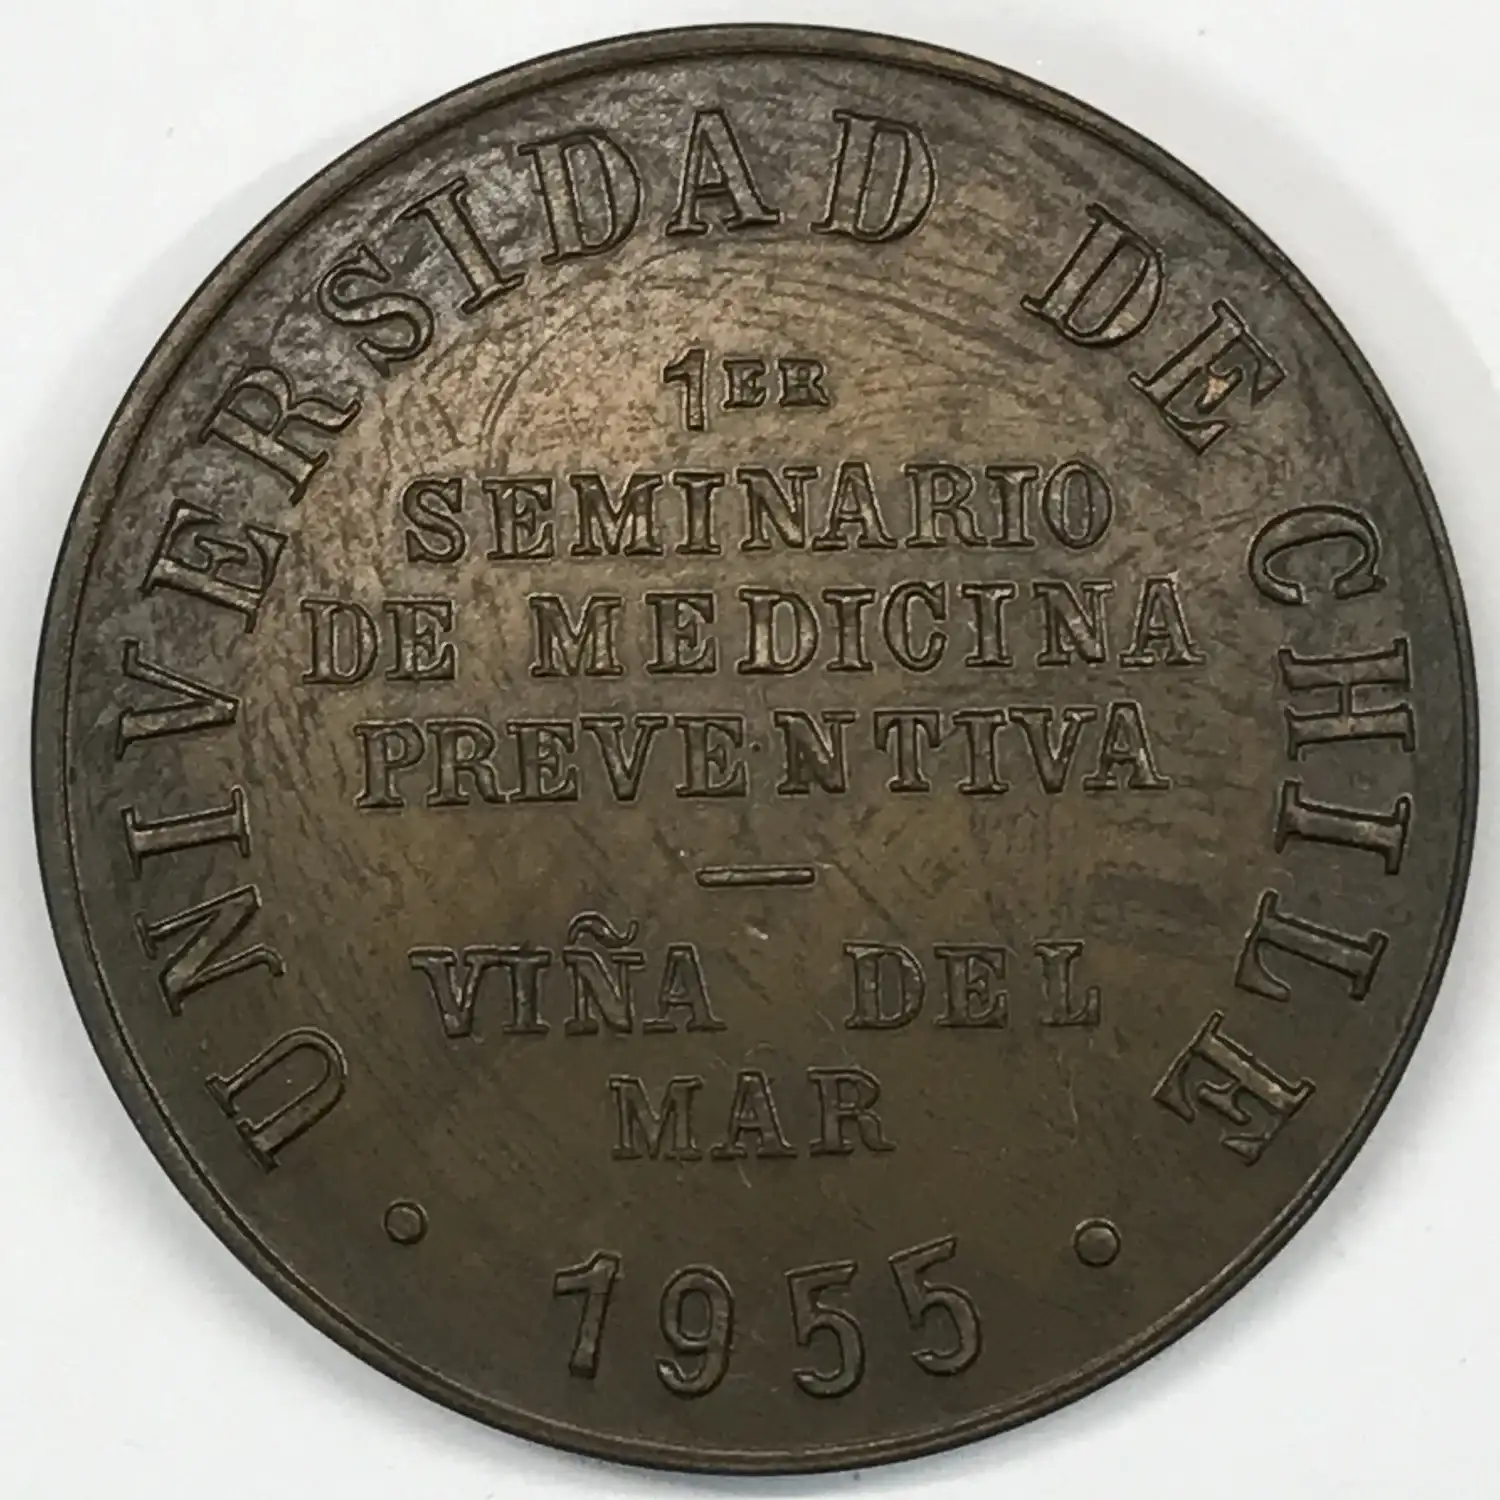 UNIVERSIDAD DE CHILE
1ER
SEMINARIO
DE MEDICINA
PREVENTIVA
—
VIÑA DEL
MAR
• 1955 •